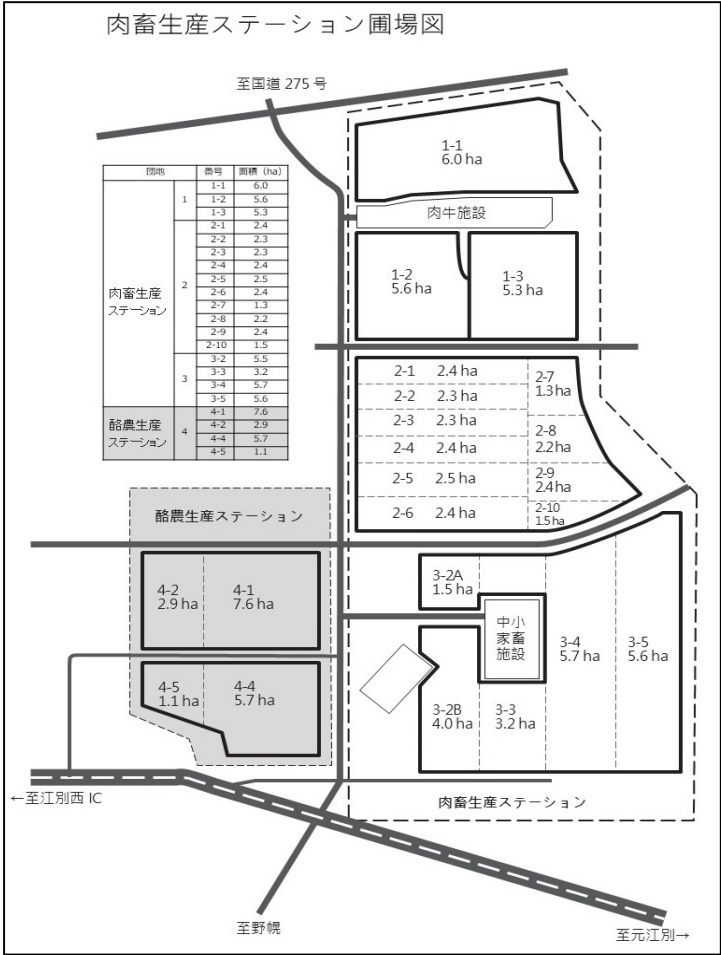 肉畜生産ステーション圃場図
至国道 275 号
団地 番号 面積 (ha)
肉畜生産
ステーション
1
1-1 6.0
1-2 5.6
1-3 5.3
2
2-1 2.4
2-2 2.3
2-3 2.3
2-4 2.4
2-5 2.5
2-6 2.4
2-7 1.3
2-8 2.2
2-9 2.4
2-10 1.5
3
3-2 5.5
3-3 3.2
3-4 5.7
3-5 5.6
酪農生産
ステーション
4
4-1 7.6
4-2 2.9
4-4 5.7
4-5 1.1
1-1
6.0 ha
肉牛施設
1-2
5.6 ha
1-3
5.3 ha
2-1 2.4 ha
2-2 2.3 ha
2-3 2.3 ha
2-4 2.4 ha
2-5 2.5 ha
2-6 2.4 ha
2-7
1.3 ha
2-8
2.2 ha
2-9
2.4 ha
2-10
1.5 ha
酪農生産ステーション
4-2
2.9 ha
4-1
7.6 ha
4-5
1.1 ha
4-4
5.7 ha
3-2A
1.5 ha
中小
家畜
施設
3-4
5.7 ha
3-5
5.6 ha
3-2B
4.0 ha
3-3
3.2 ha
←至江別西 IC
肉畜生産ステーション
至野幌
至元江別→